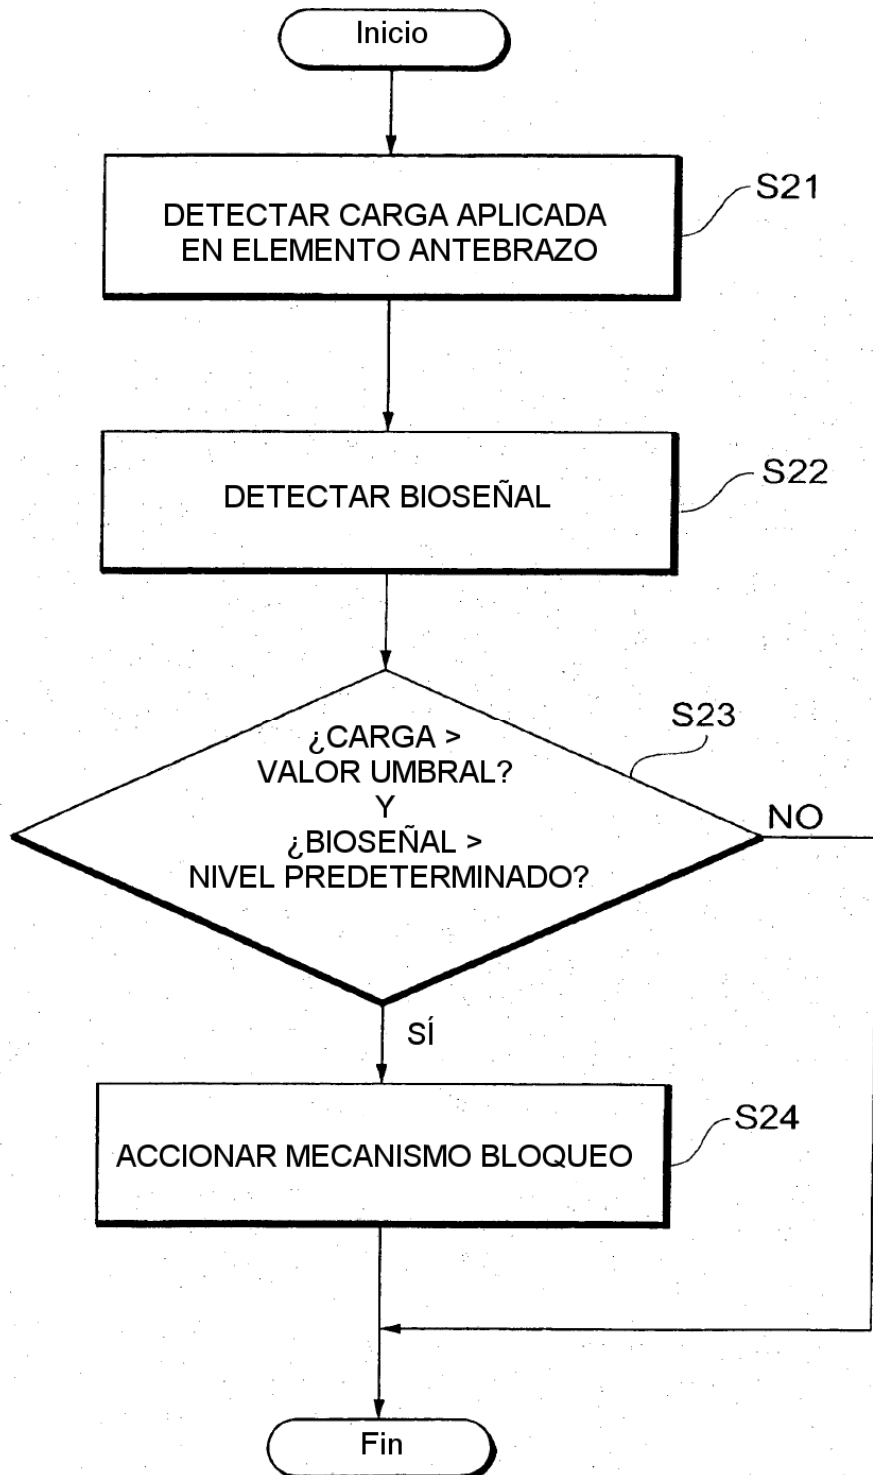 Inicio
DETECTAR CARGA APLICADA
EN ELEMENTO ANTEBRAZO
S21
DETECTAR BIOSEÑAL
S22
¿CARGA >
VALOR UMBRAL?
Y
¿BIOSEÑAL >
NIVEL PREDETERMINADO?
S23
NO
SÍ
ACCIONAR MECANISMO BLOQUEO
S24
Fin